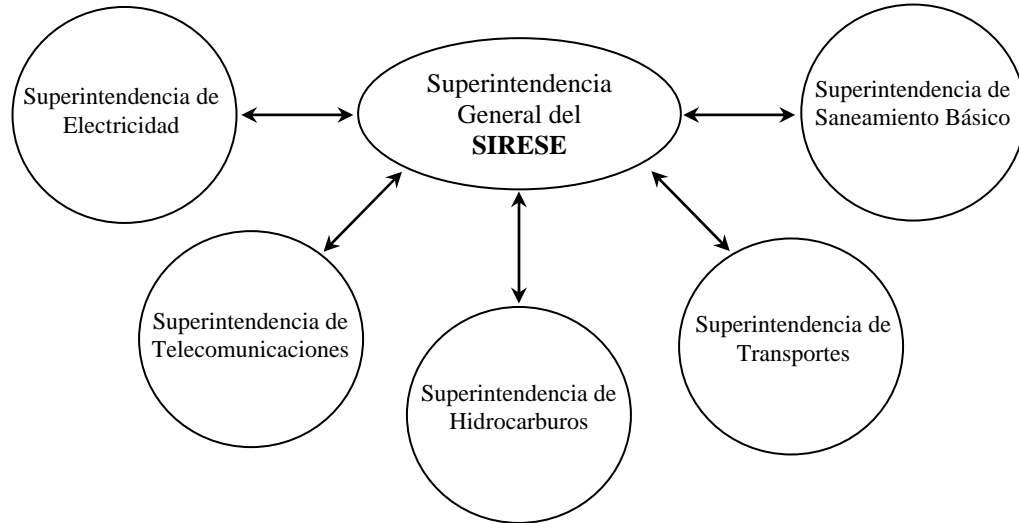 Superintendencia de
Electricidad
Superintendencia
General del
SIRESE
Superintendencia de
Saneamiento Básico
Superintendencia de
Telecomunicaciones
Superintendencia de
Hidrocarburos
Superintendencia de
Transportes